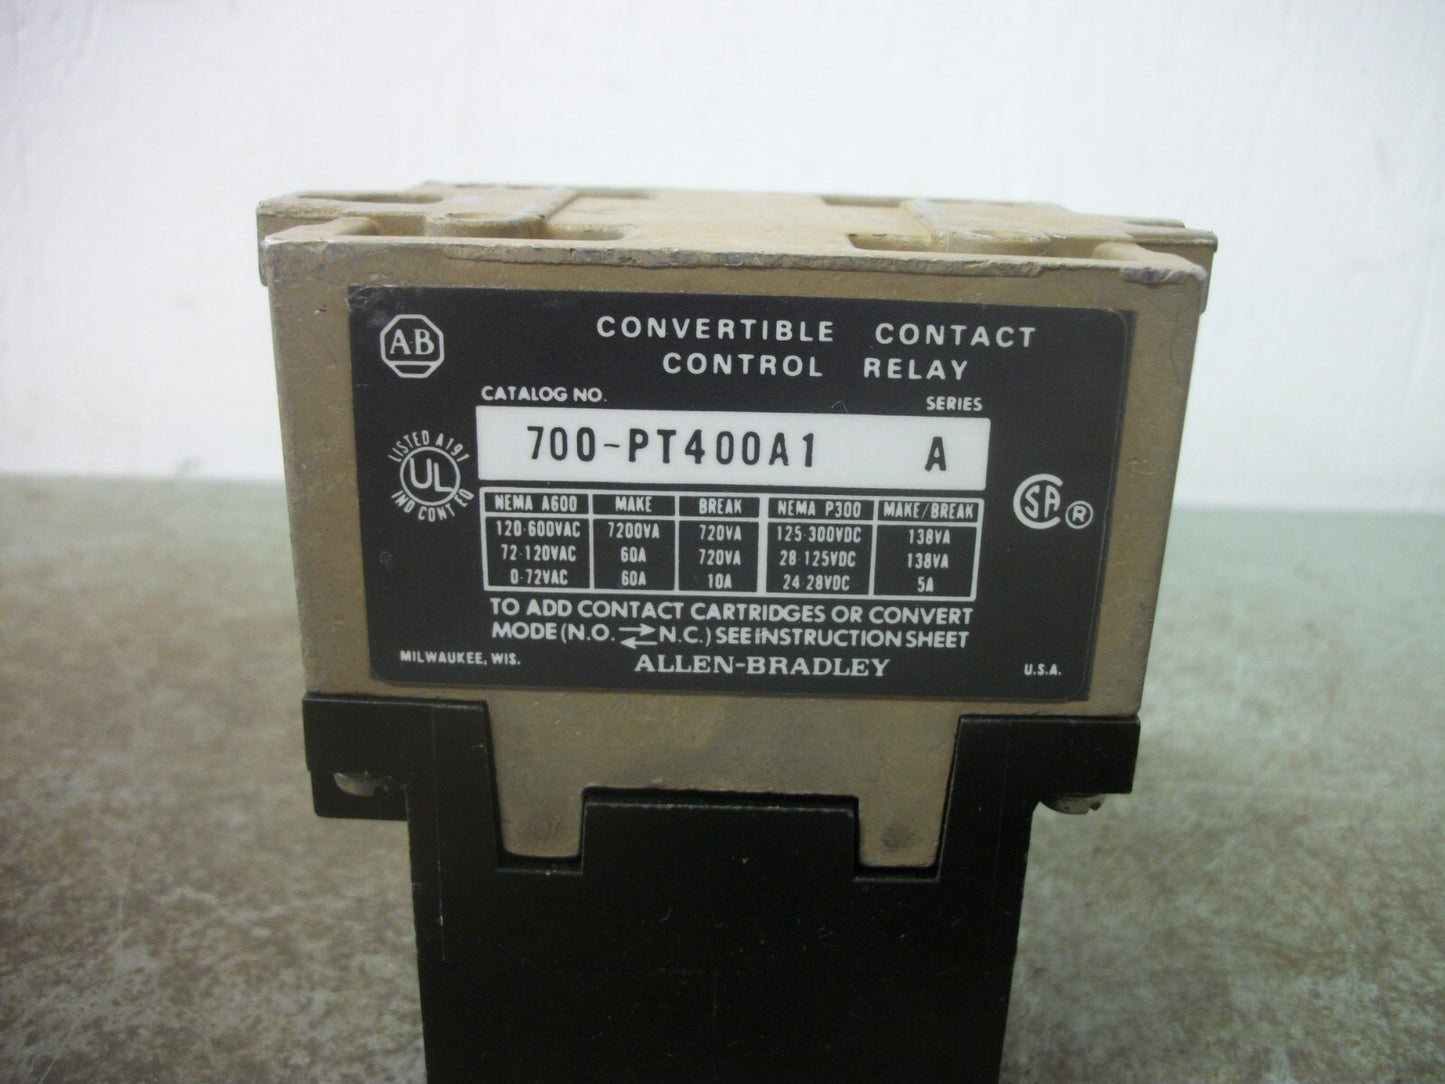 A-B
CONVERTIBLE CONTACT
CONTROL RELAY
CATALOG NO. SERIES
700-PT400A1 A
LISTED A191
UL
IND CONT EQ
SA ®
NEMA A600 MAKE BREAK NEMA P300 MAKE/BREAK
120-600VAC 7200VA 720VA 125-300VDC 138VA
72-120VAC 60A 720VA 28-125VDC 138VA
0-72VAC 60A 10A 24-28VDC 5A
TO ADD CONTACT CARTRIDGES OR CONVERT
MODE (N.O. ⇄ N.C.) SEE INSTRUCTION SHEET
MILWAUKEE, WIS. ALLEN-BRADLEY U.S.A.